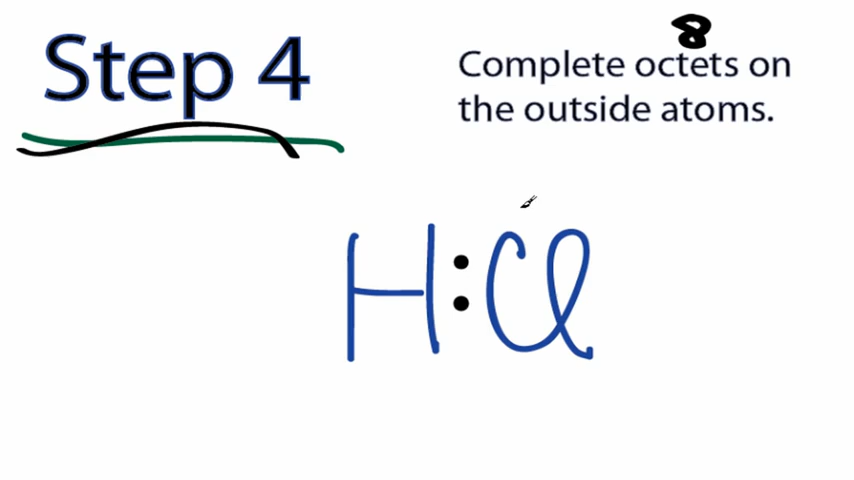 Step 4
8
Complete octets on
the outside atoms.
H:Cl